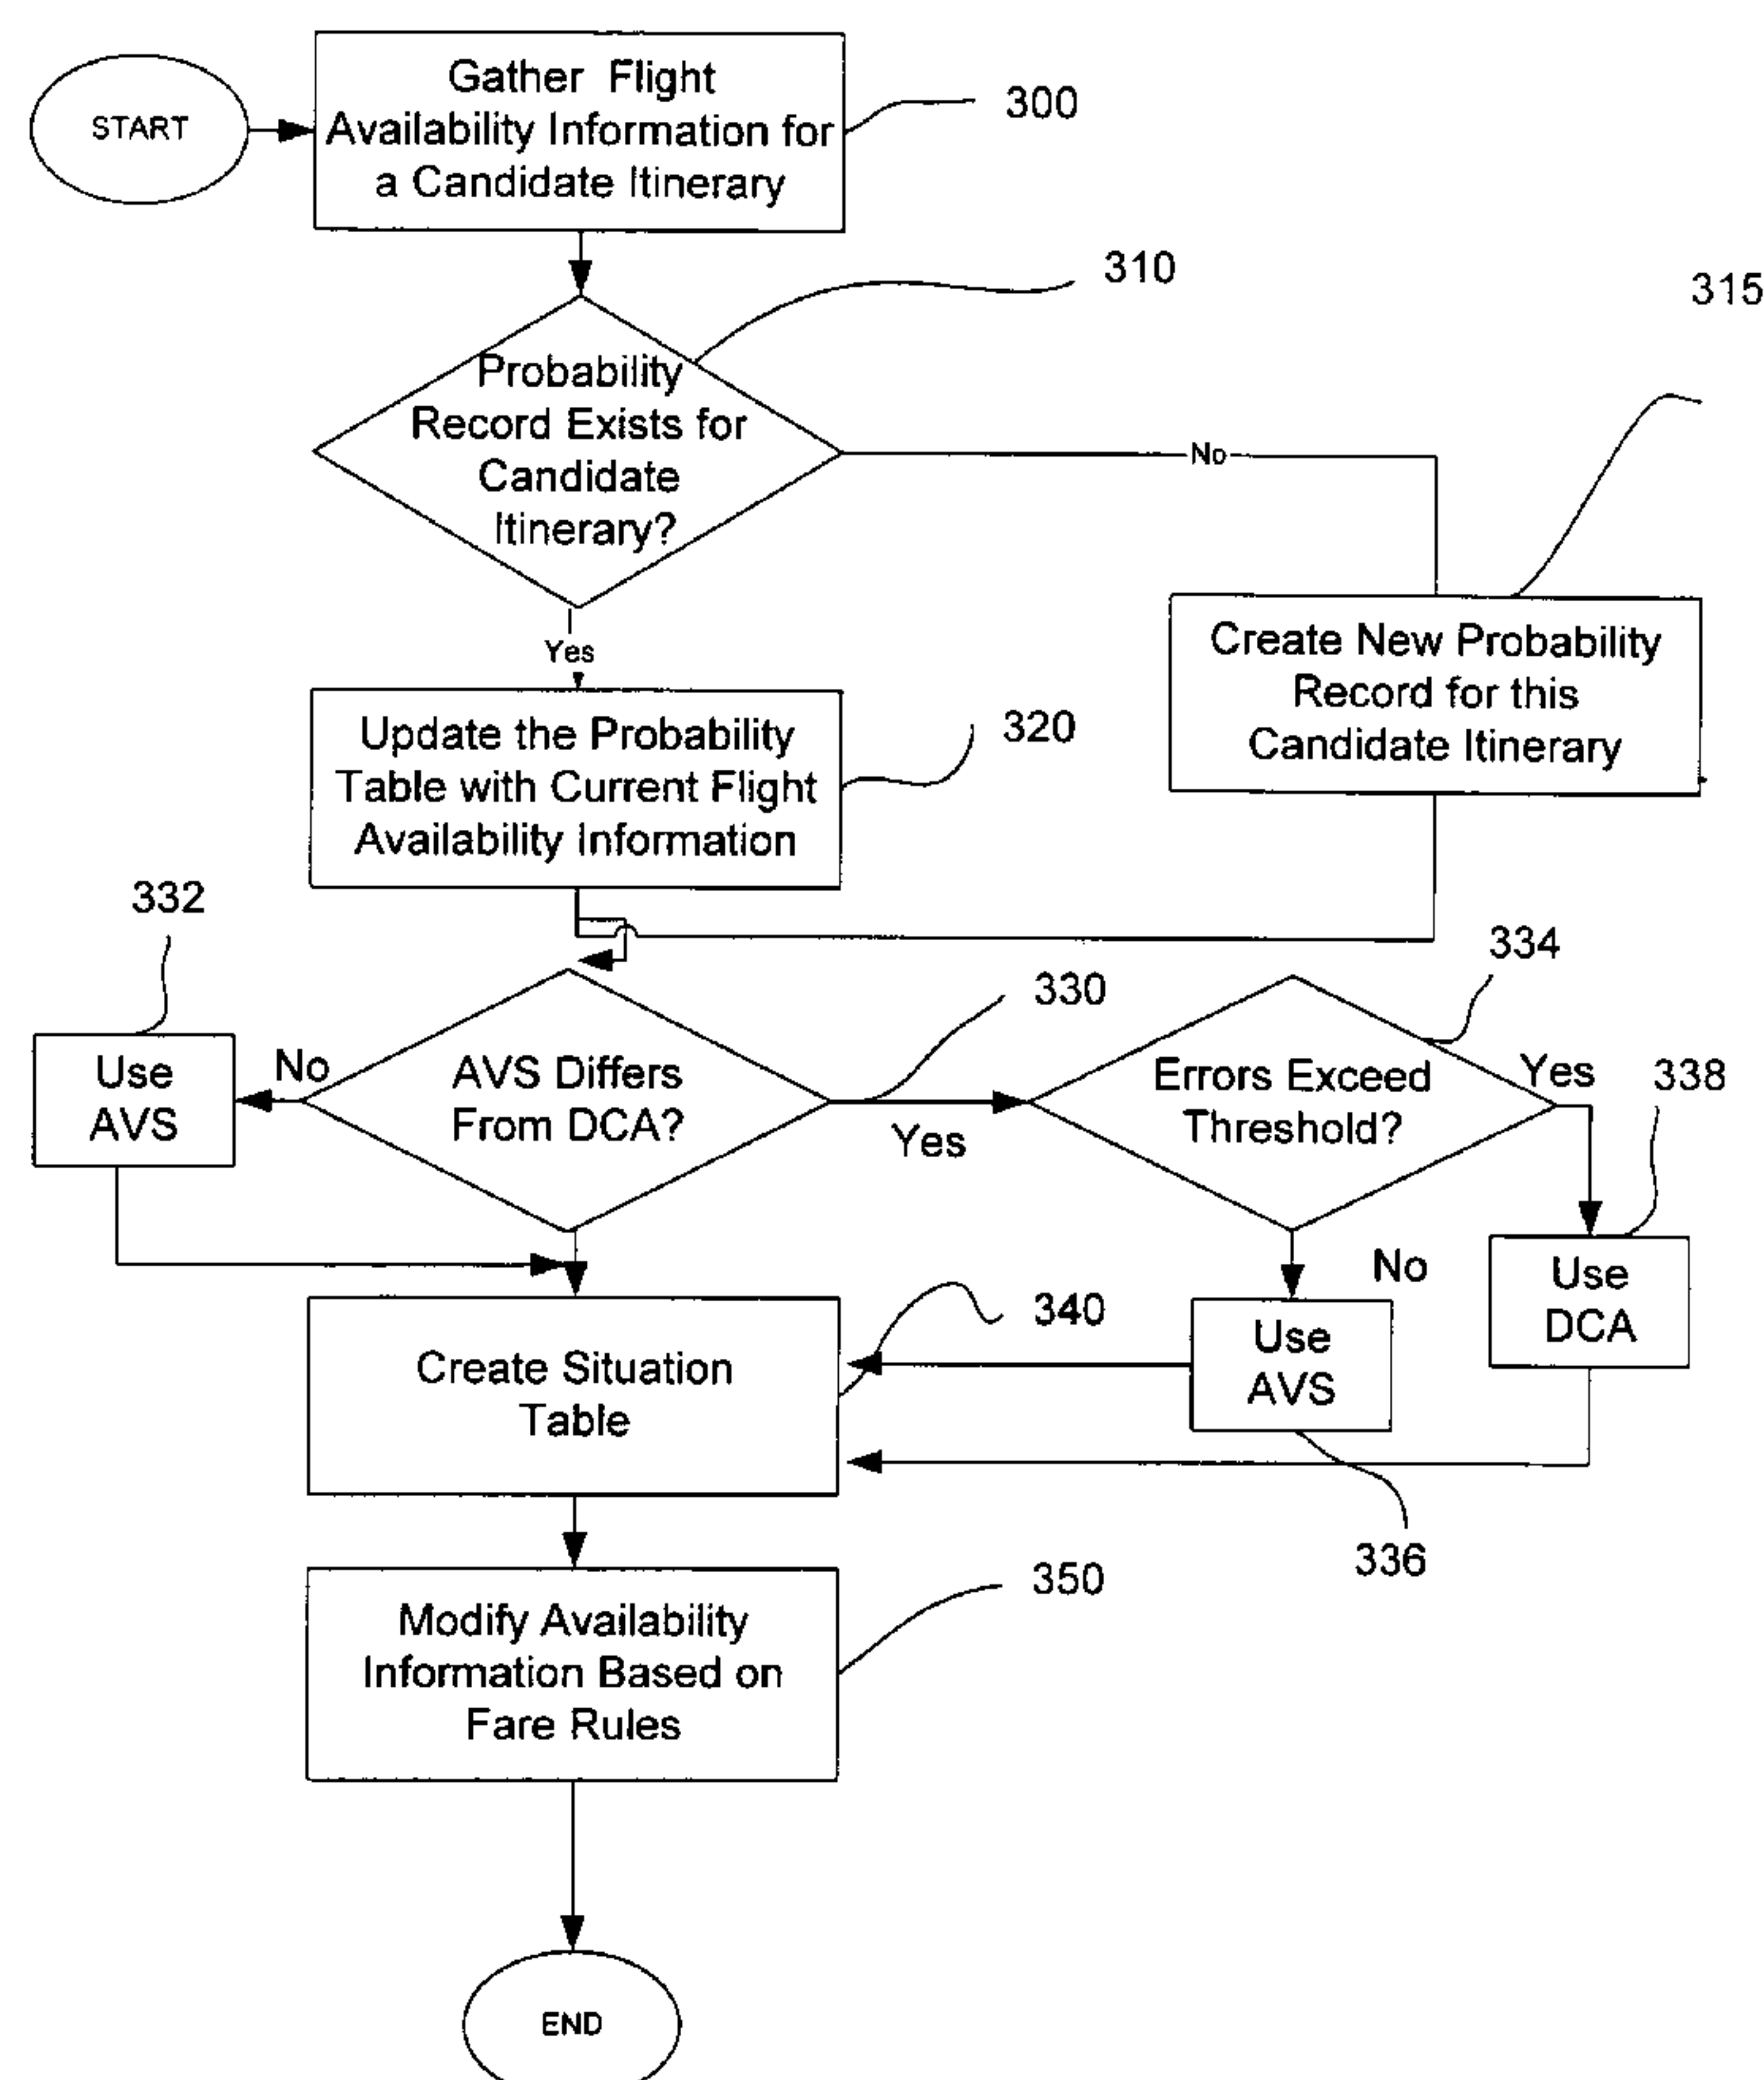 START
Gather Flight
Availability Information for
a Candidate Itinerary
300
310
315
Probability
Record Exists for
Candidate
Itinerary?
No
Yes
Create New Probability
Record for this
Candidate Itinerary
Update the Probability
Table with Current Flight
Availability Information
320
332
334
330
Use
AVS
No
AVS Differs
From DCA?
Yes
Errors Exceed
Threshold?
Yes
338
No
Use
DCA
340
Use
AVS
Create Situation
Table
336
350
Modify Availability
Information Based on
Fare Rules
END